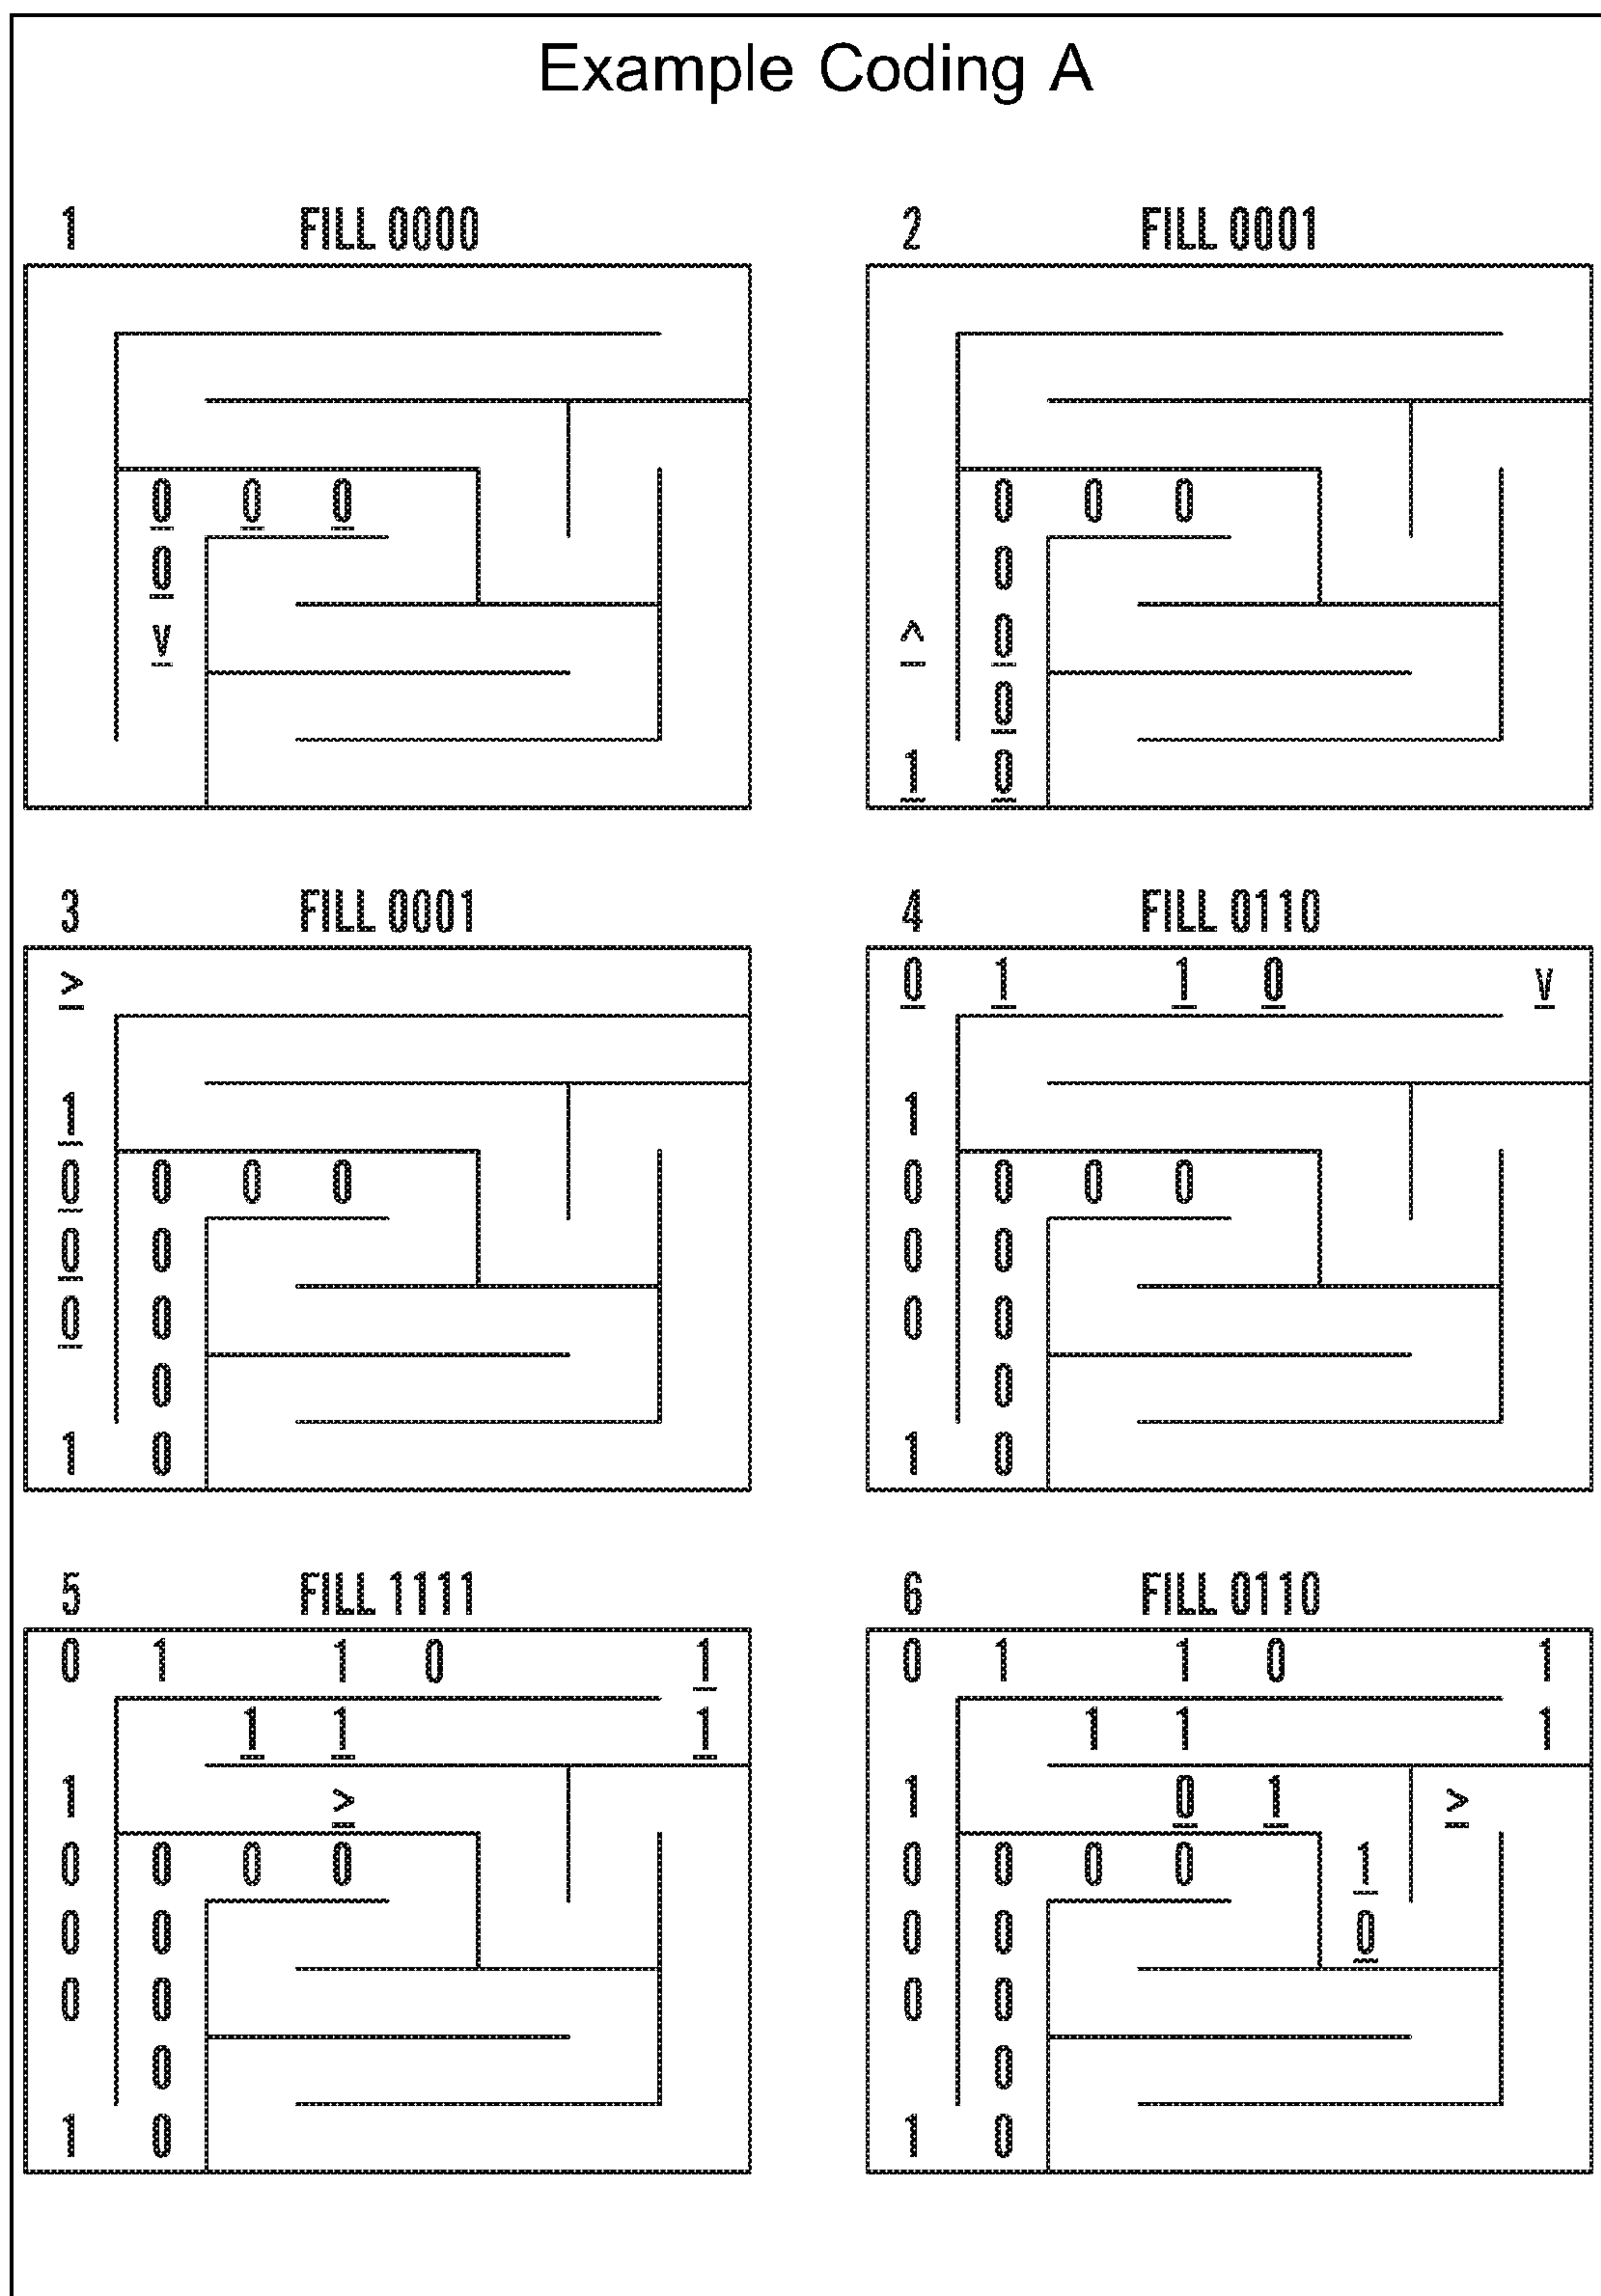 Example Coding A
1 FILL 0000
0 0 0
0
v
2 FILL 0001
0 0 0
0
^ 0
0
1 0
3 FILL 0001
>
1
0 0 0 0
0 0
0 0
0
1 0
4 FILL 0110
0 1 1 0 v
1
0 0 0 0
0 0
0 0
0
1 0
5 FILL 1111
0 1 1 0 1
1 1 1
1 >
0 0 0 0
0 0
0 0
0
1 0
6 FILL 0110
0 1 1 0 1
1 1 1
1 0 1 >
0 0 0 0 1
0 0 0
0 0
0
1 0